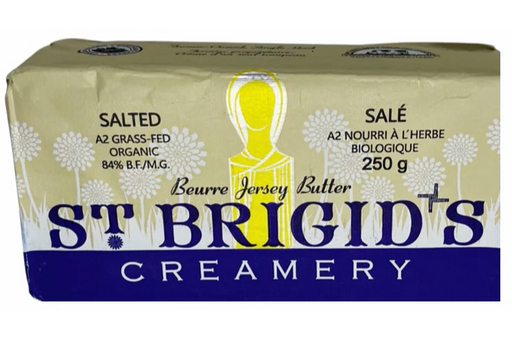 SALTED
A2 GRASS-FED
ORGANIC
84% B.F./M.G.
SALÉ
A2 NOURRI À L'HERBE
BIOLOGIQUE
250 g
Beurre Jersey Butter
ST. BRIGID'S
CREAMERY